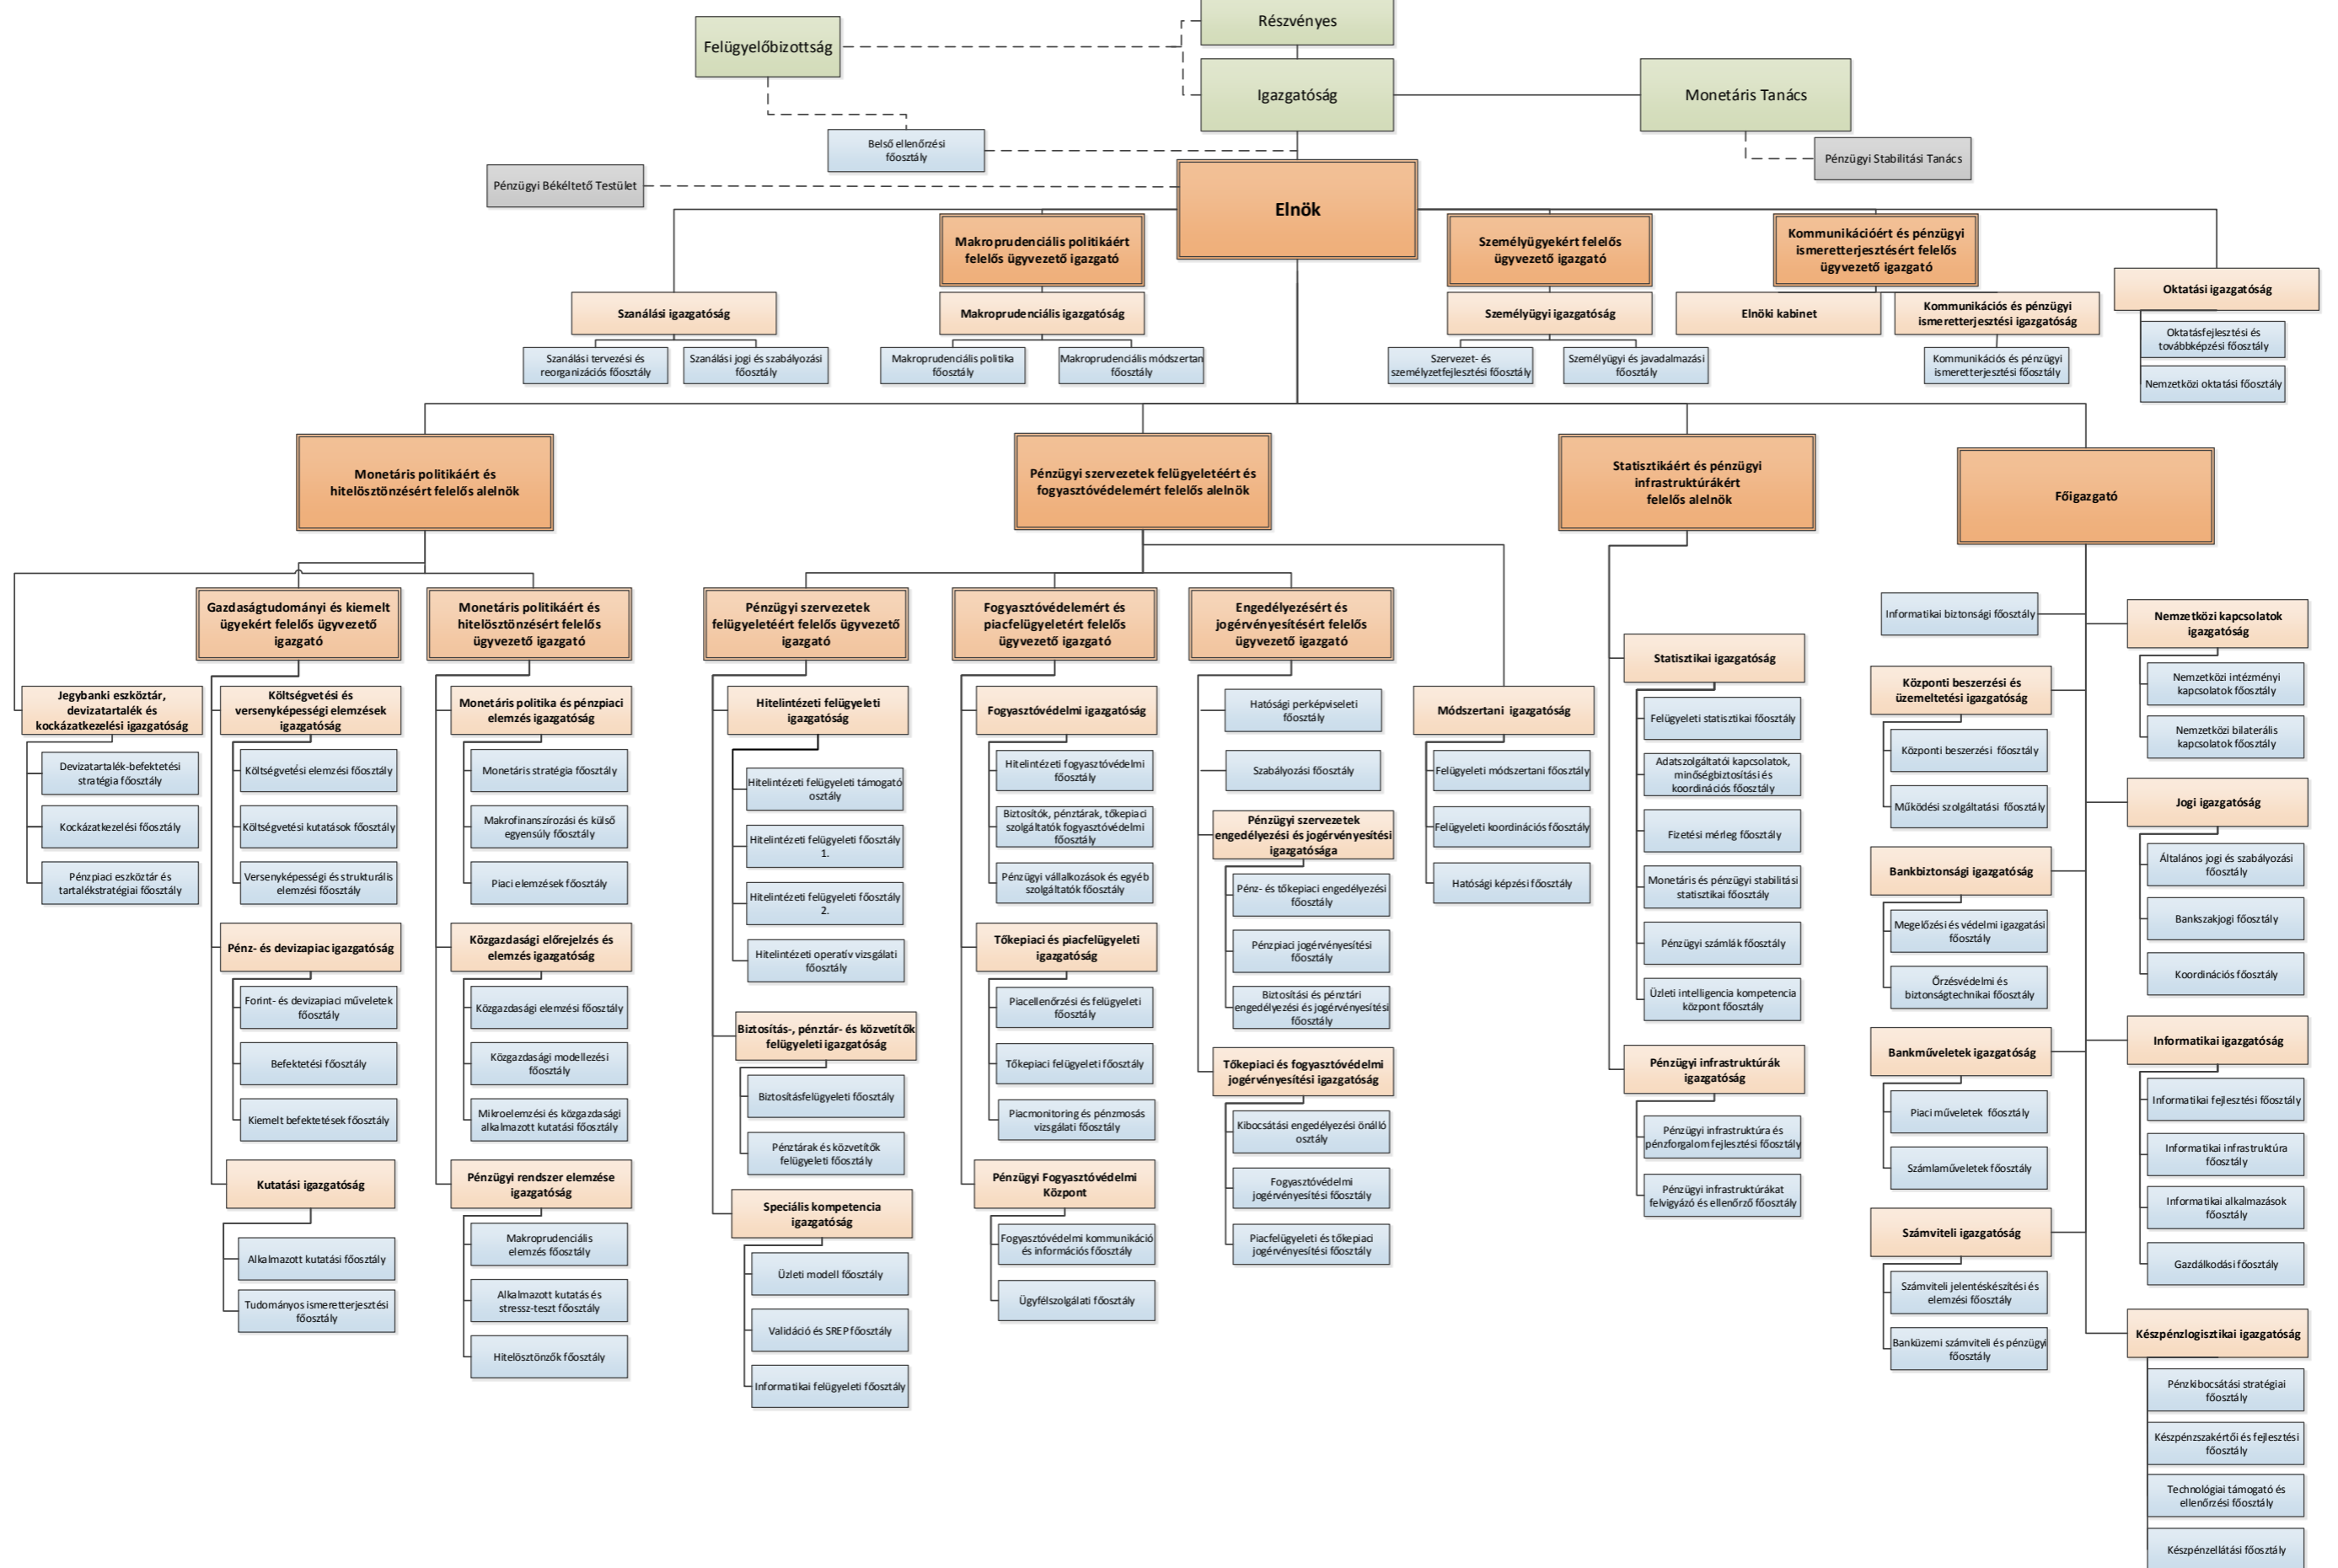 Részvényes
Felügyelőbizottság
Igazgatóság
Monetáris Tanács
Belső ellenőrzési
főosztály
Pénzügyi Stabilitási Tanács
Pénzügyi Békéltető Testület
Elnök
Makroprudenciális politikáért
felelős ügyvezető igazgató
Személyügyekért felelős
ügyvezető igazgató
Kommunikációért és pénzügyi
ismeretterjesztésért felelős
ügyvezető igazgató
Szanálási igazgatóság
Makroprudenciális igazgatóság
Személyügyi igazgatóság
Elnöki kabinet
Kommunikációs és pénzügyi
ismeretterjesztési igazgatóság
Oktatási igazgatóság
Szanálási tervezési és
reorganizációs főosztály
Szanálási jogi és szabályozási
főosztály
Makroprudenciális politika
főosztály
Makroprudenciális módszertan
főosztály
Szervezet- és
személyzetfejlesztési főosztály
Személyügyi és javadalmazási
főosztály
Kommunikációs és pénzügyi
ismeretterjesztési főosztály
Oktatásfejlesztési és
továbbképzési főosztály
Nemzetközi oktatási főosztály
Monetáris politikáért és
hitelösztönzésért felelős alelnök
Pénzügyi szervezetek felügyeletéért és
fogyasztóvédelemért felelős alelnök
Statisztikáért és pénzügyi
infrastruktúrákért
felelős alelnök
Főigazgató
Jegybanki eszköztár,
devizatartalék és
kockázatkezelési igazgatóság
Devizatartalék-befektetési
stratégia főosztály
Kockázatkezelési főosztály
Pénzpiaci eszköztár és
tartalékstratégiai főosztály
Gazdaságtudományi és kiemelt
ügyekért felelős ügyvezető
igazgató
Költségvetési és
versenyképességi elemzések
igazgatóság
Költségvetési elemzési főosztály
Költségvetési kutatások főosztály
Versenyképességi és strukturális
elemzési főosztály
Pénz- és devizapiac igazgatóság
Forint- és devizapiaci műveletek
főosztály
Befektetési főosztály
Kiemelt befektetések főosztály
Kutatási igazgatóság
Alkalmazott kutatási főosztály
Tudományos ismeretterjesztési
főosztály
Monetáris politikáért és
hitelösztönzésért felelős
ügyvezető igazgató
Monetáris politika és pénzpiaci
elemzés igazgatóság
Monetáris stratégia főosztály
Makrofinanszírozási és külső
egyensúly főosztály
Piaci elemzések főosztály
Közgazdasági előrejelzés és
elemzés igazgatóság
Közgazdasági elemzési főosztály
Közgazdasági modellezési
főosztály
Mikroelemzési és közgazdasági
alkalmazott kutatási főosztály
Pénzügyi rendszer elemzése
igazgatóság
Makroprudenciális
elemzés főosztály
Alkalmazott kutatás és
stressz-teszt főosztály
Hitelösztönzők főosztály
Pénzügyi szervezetek
felügyeletéért felelős ügyvezető
igazgató
Hitelintézeti felügyeleti
igazgatóság
Hitelintézeti felügyeleti támogató
osztály
Hitelintézeti felügyeleti főosztály
1.
Hitelintézeti felügyeleti főosztály
2.
Hitelintézeti operatív vizsgálati
főosztály
Biztosítás-, pénztár- és közvetítők
felügyeleti igazgatóság
Biztosításfelügyeleti főosztály
Pénztárak és közvetítők
felügyeleti főosztály
Speciális kompetencia
igazgatóság
Üzleti modell főosztály
Validáció és SREP főosztály
Informatikai felügyeleti főosztály
Fogyasztóvédelemért és
piacfelügyeletért felelős
ügyvezető igazgató
Fogyasztóvédelmi igazgatóság
Hitelintézeti fogyasztóvédelmi
főosztály
Biztosítók, pénztárak, tőkepiaci
szolgáltatók fogyasztóvédelmi
főosztály
Pénzügyi vállalkozások és egyéb
szolgáltatók főosztály
Tőkepiaci és piacfelügyeleti
igazgatóság
Piacellenőrzési és felügyeleti
főosztály
Tőkepiaci felügyeleti főosztály
Piacmonitoring és pénzmosás
vizsgálati főosztály
Pénzügyi Fogyasztóvédelmi
Központ
Fogyasztóvédelmi kommunikáció
és információs főosztály
Ügyfélszolgálati főosztály
Engedélyezésért és
jogérvényesítésért felelős
ügyvezető igazgató
Hatósági perképviseleti
főosztály
Szabályozási főosztály
Pénzügyi szervezetek
engedélyezési és jogérvényesítési
igazgatósága
Pénz- és tőkepiaci engedélyezési
főosztály
Pénzpiaci jogérvényesítési
főosztály
Biztosítási és pénztári
engedélyezési és jogérvényesítési
főosztály
Tőkepiaci és fogyasztóvédelmi
jogérvényesítési igazgatóság
Kibocsátási engedélyezési önálló
osztály
Fogyasztóvédelmi
jogérvényesítési főosztály
Piacfelügyeleti és tőkepiaci
jogérvényesítési főosztály
Módszertani igazgatóság
Felügyeleti módszertani főosztály
Felügyeleti koordinációs főosztály
Hatósági képzési főosztály
Statisztikai igazgatóság
Felügyeleti statisztikai főosztály
Adatszolgáltatói kapcsolatok,
minőségbiztosítási és
koordinációs főosztály
Fizetési mérleg főosztály
Monetáris és pénzügyi stabilitási
statisztikai főosztály
Pénzügyi számlák főosztály
Üzleti intelligencia kompetencia
központ főosztály
Pénzügyi infrastruktúrák
igazgatóság
Pénzügyi infrastruktúra és
pénzforgalom fejlesztési főosztály
Pénzügyi infrastruktúrákat
felvigyázó és ellenőrző főosztály
Informatikai biztonsági főosztály
Központi beszerzési és
üzemeltetési igazgatóság
Központi beszerzési főosztály
Működési szolgáltatási főosztály
Bankbiztonsági igazgatóság
Megelőzési és védelmi igazgatási
főosztály
Őrzésvédelmi és
biztonságtechnikai főosztály
Bankműveletek igazgatóság
Piaci műveletek főosztály
Számlaműveletek főosztály
Számviteli igazgatóság
Számviteli jelentéskészítési és
elemzési főosztály
Banküzemi számviteli és pénzügyi
főosztály
Nemzetközi kapcsolatok
igazgatóság
Nemzetközi intézményi
kapcsolatok főosztály
Nemzetközi bilaterális
kapcsolatok főosztály
Jogi igazgatóság
Általános jogi és szabályozási
főosztály
Bankszakjogi főosztály
Koordinációs főosztály
Informatikai igazgatóság
Informatikai fejlesztési főosztály
Informatikai infrastruktúra
főosztály
Informatikai alkalmazások
főosztály
Gazdálkodási főosztály
Készpénzlogisztikai igazgatóság
Pénzkibocsátási stratégiai
főosztály
Készpénzszakértői és fejlesztési
főosztály
Technológiai támogató és
ellenőrzési főosztály
Készpénzellátási főosztály